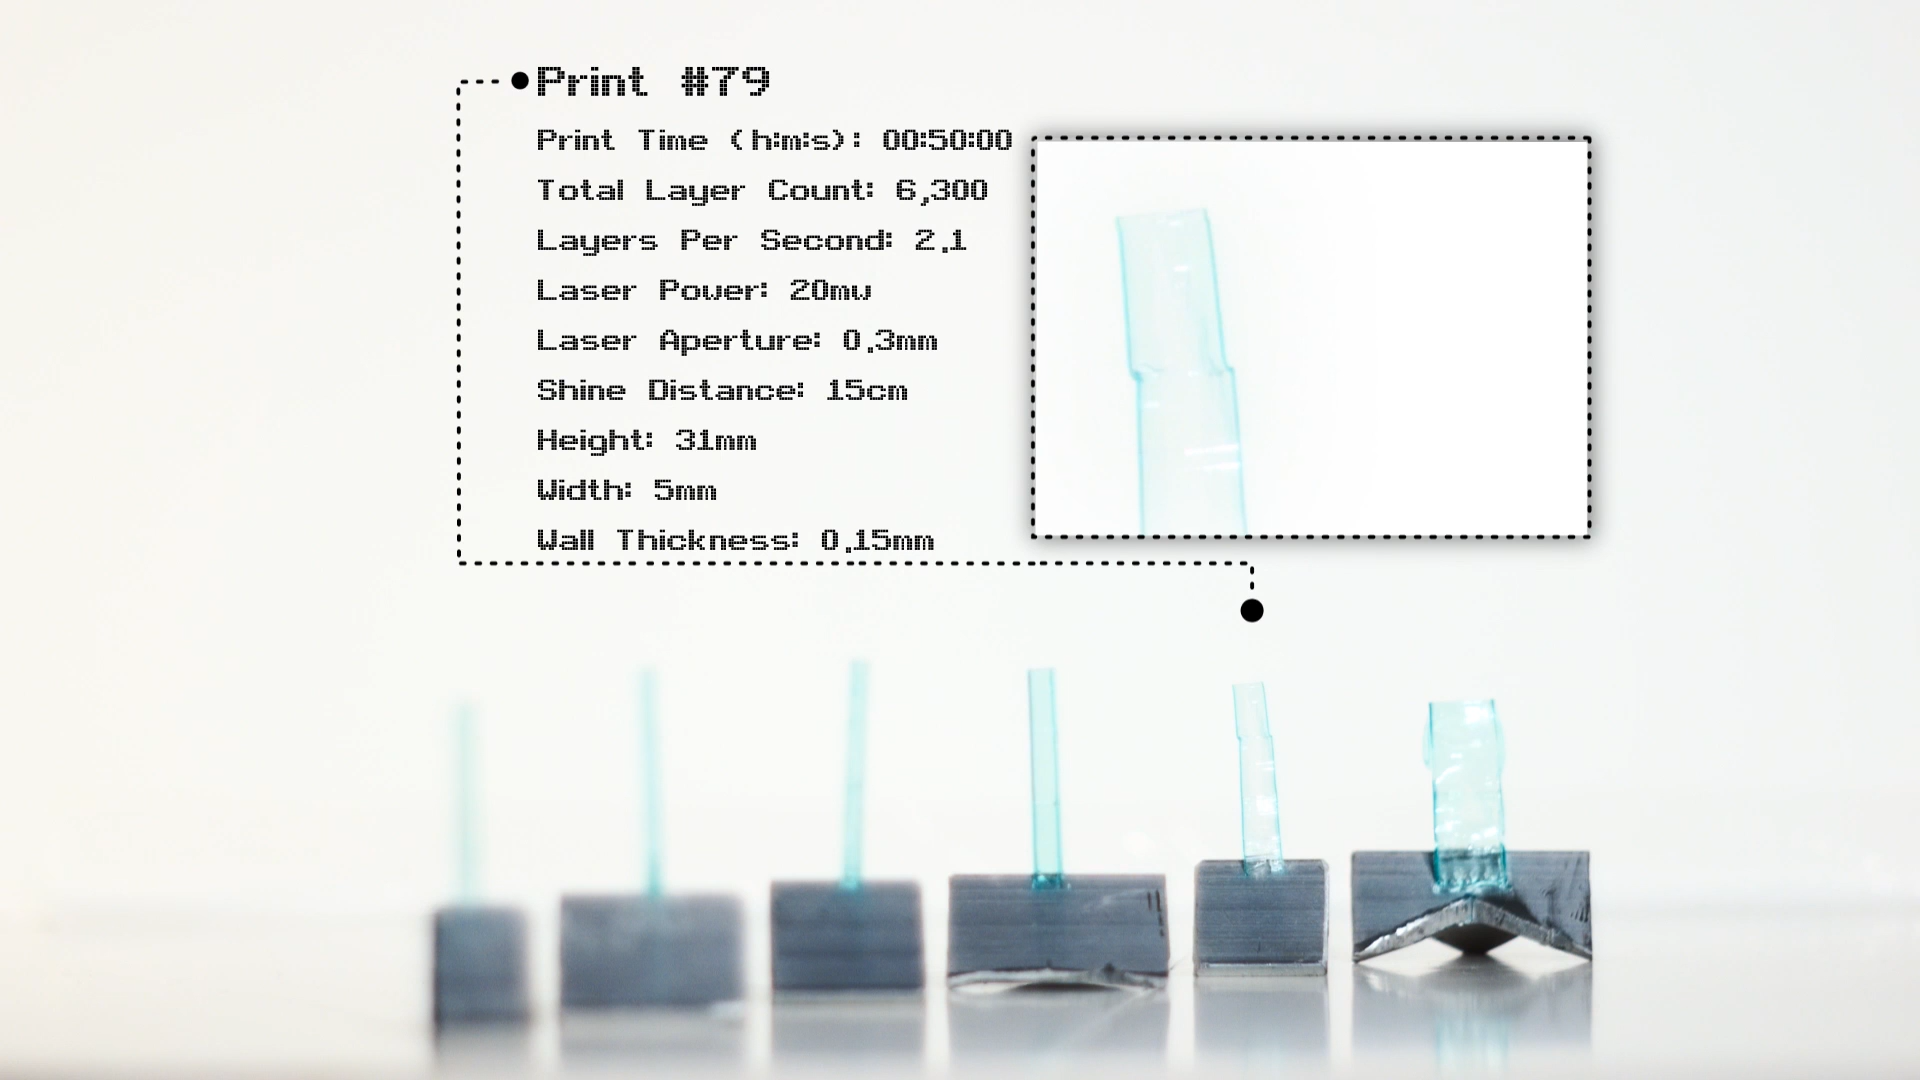 Print #79
Print Time (h:m:s): 00:50:00
Total Layer Count: 6,300
Layers Per Second: 2.1
Laser Power: 20mw
Laser Aperture: 0.3mm
Shine Distance: 15cm
Height: 31mm
Width: 5mm
Wall Thickness: 0.15mm